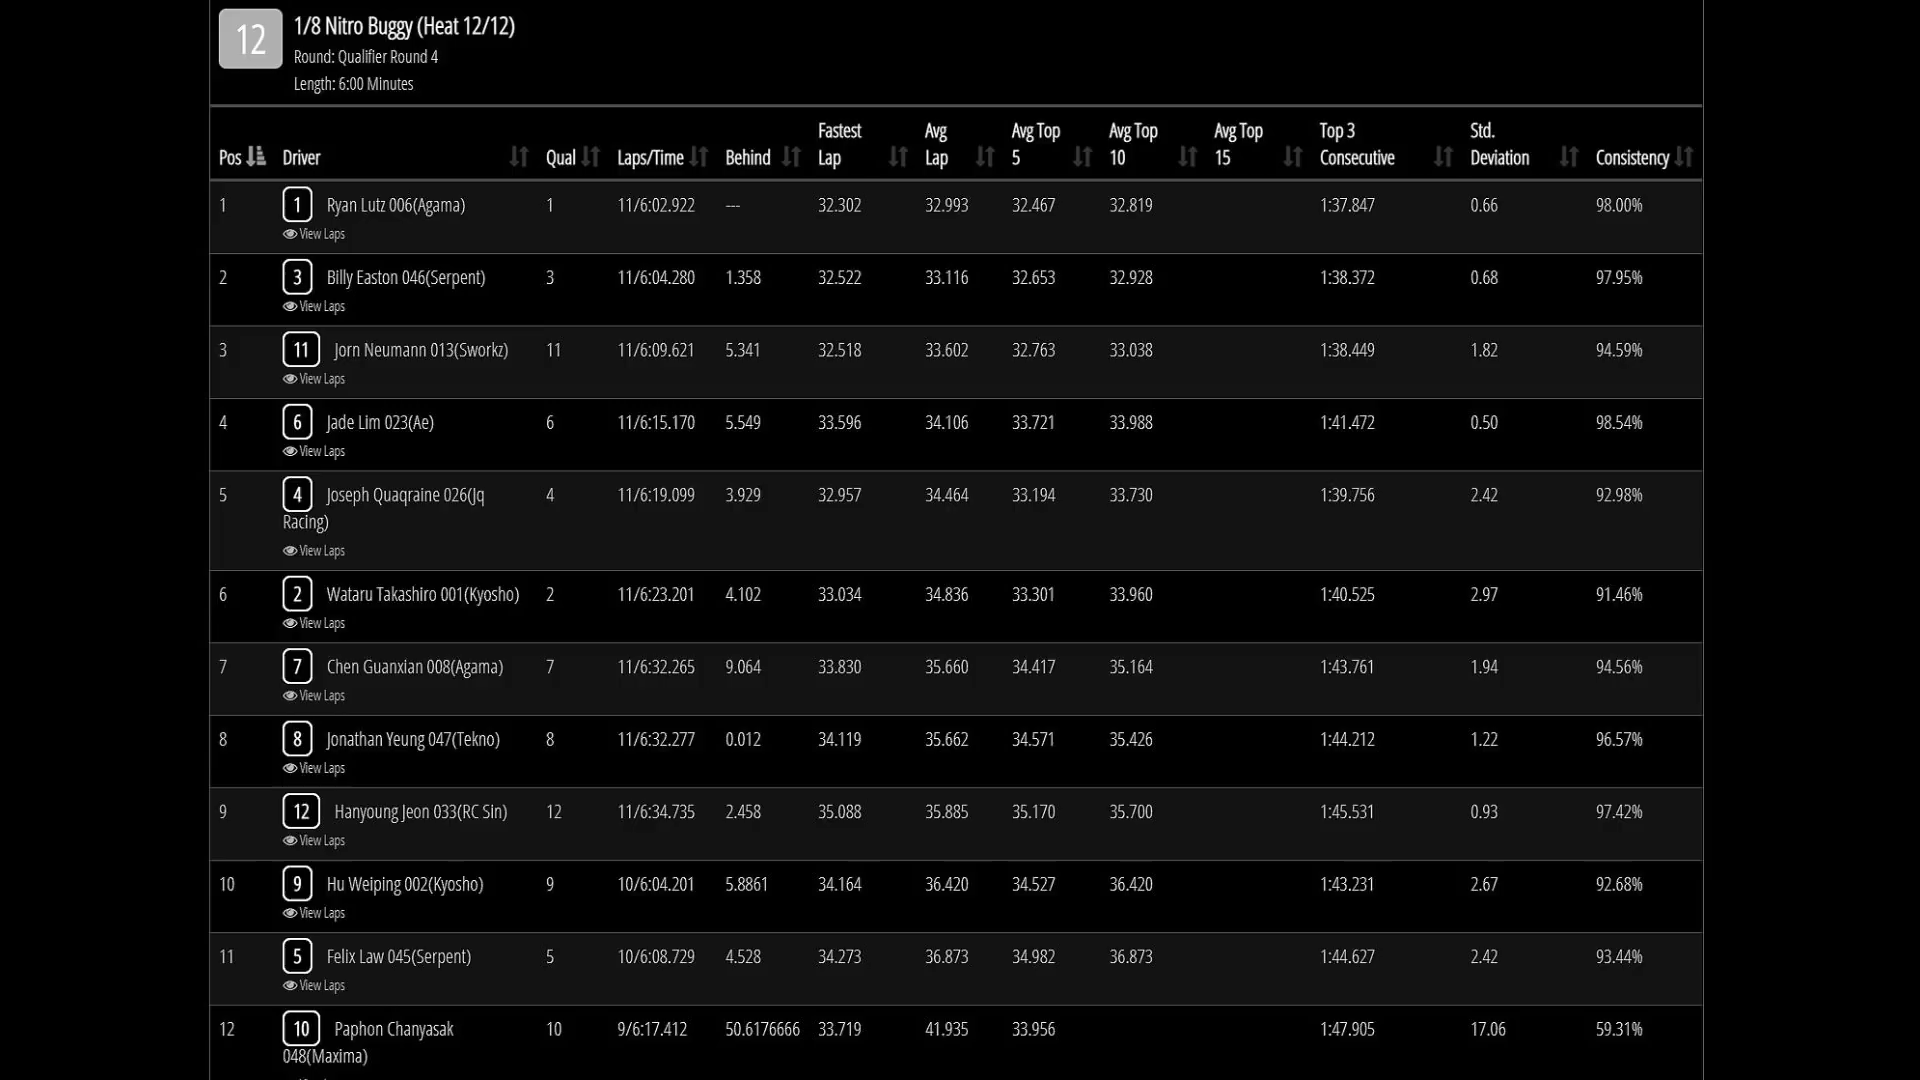 12
1/8 Nitro Buggy (Heat 12/12)
Round: Qualifier Round 4
Length: 6:00 Minutes
Pos Driver Qual Laps/Time Behind Fastest Lap Avg Lap Avg Top 5 Avg Top 10 Avg Top 15 Top 3 Consecutive Std. Deviation Consistency
1 1 Ryan Lutz 006(Agama) 1 11/6:02.922 --- 32.302 32.993 32.467 32.819 1:37.847 0.66 98.00%
View Laps
2 3 Billy Easton 046(Serpent) 3 11/6:04.280 1.358 32.522 33.116 32.653 32.928 1:38.372 0.68 97.95%
View Laps
3 11 Jorn Neumann 013(Sworkz) 11 11/6:09.621 5.341 32.518 33.602 32.763 33.038 1:38.449 1.82 94.59%
View Laps
4 6 Jade Lim 023(Ae) 6 11/6:15.170 5.549 33.596 34.106 33.721 33.988 1:41.472 0.50 98.54%
View Laps
5 4 Joseph Quaqraine 026(Jq 4 11/6:19.099 3.929 32.957 34.464 33.194 33.730 1:39.756 2.42 92.98%
Racing)
View Laps
6 2 Wataru Takashiro 001(Kyosho) 2 11/6:23.201 4.102 33.034 34.836 33.301 33.960 1:40.525 2.97 91.46%
View Laps
7 7 Chen Guanxian 008(Agama) 7 11/6:32.265 9.064 33.830 35.660 34.417 35.164 1:43.761 1.94 94.56%
View Laps
8 8 Jonathan Yeung 047(Tekno) 8 11/6:32.277 0.012 34.119 35.662 34.571 35.426 1:44.212 1.22 96.57%
View Laps
9 12 Hanyoung Jeon 033(RC Sin) 12 11/6:34.735 2.458 35.088 35.885 35.170 35.700 1:45.531 0.93 97.42%
View Laps
10 9 Hu Weiping 002(Kyosho) 9 10/6:04.201 5.8861 34.164 36.420 34.527 36.420 1:43.231 2.67 92.68%
View Laps
11 5 Felix Law 045(Serpent) 5 10/6:08.729 4.528 34.273 36.873 34.982 36.873 1:44.627 2.42 93.44%
View Laps
12 10 Paphon Chanyasak 10 9/6:17.412 50.6176666 33.719 41.935 33.956 1:47.905 17.06 59.31%
048(Maxima)